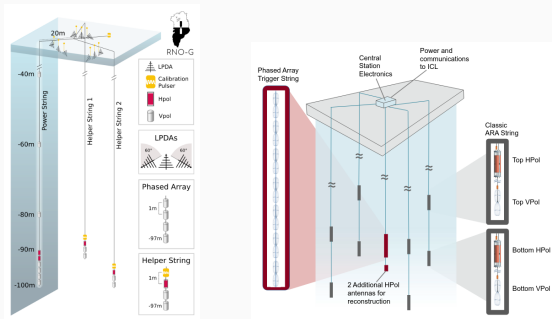 20m
RNO-G
-40m
-60m
-80m
-100m
Power String
Helper String 1
Helper String 2
LPDA
Calibration
Pulser
Hpol
Vpol
LPDAs
60°
60°
Phased Array
1m
-97m
Helper String
1m
-97m
Phased Array
Trigger String
Central
Station
Electronics
Power and
communications
to ICL
Classic
ARA String
Top HPol
Top VPol
Bottom HPol
Bottom VPol
2 Additional HPol
antennas for
reconstruction